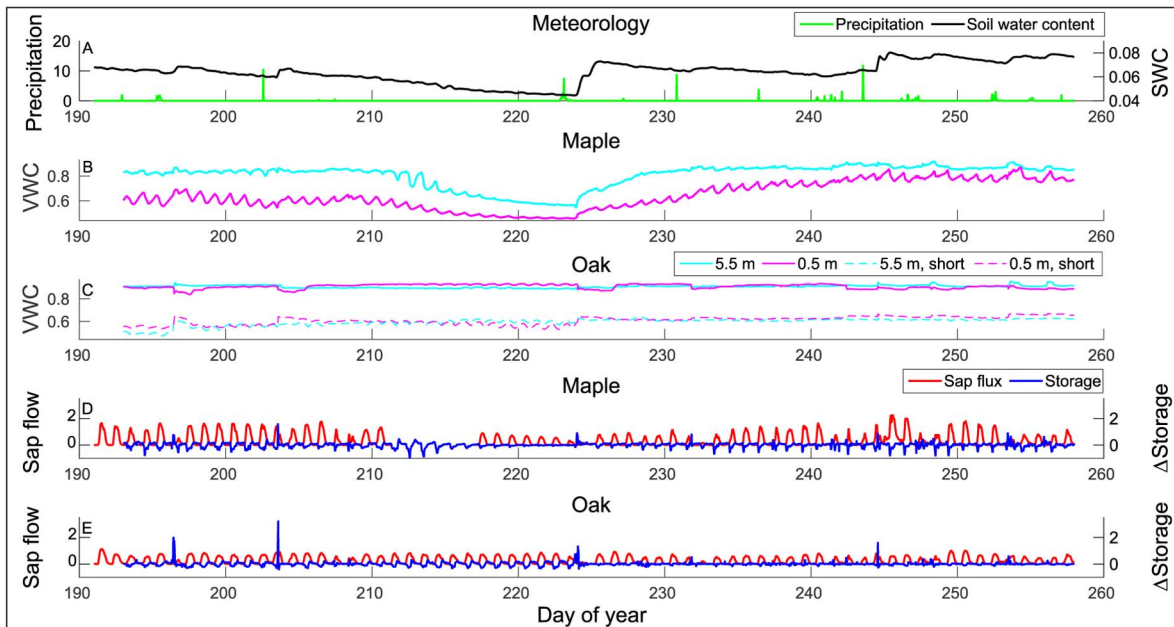 Meteorology
Precipitation
20
10
0
A
Precipitation Soil water content
0.08
0.06
0.04
SWC
190 200 210 220 230 240 250 260
Maple
VWC
0.8
0.6
B
190 200 210 220 230 240 250 260
Oak
5.5 m 0.5 m 5.5 m, short 0.5 m, short
VWC
0.8
0.6
C
190 200 210 220 230 240 250 260
Maple
Sap flux Storage
Sap flow
2
0
D
2
0
ΔStorage
190 200 210 220 230 240 250 260
Oak
Sap flow
2
0
E
2
0
ΔStorage
190 200 210 220 230 240 250 260
Day of year